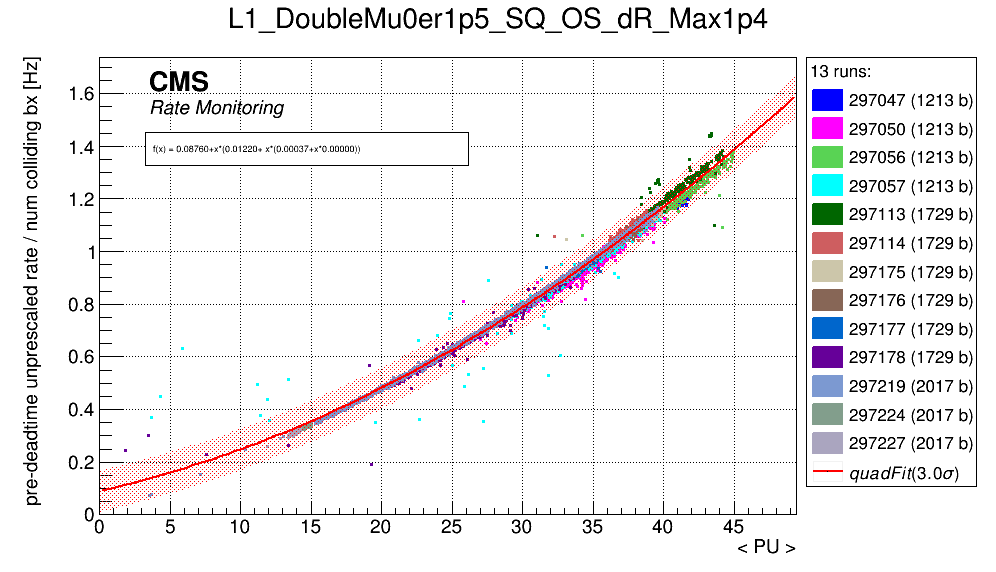 L1_DoubleMu0er1p5_SQ_OS_dR_Max1p4
pre-deadtime unprescaled rate / num colliding bx [Hz]
CMS
Rate Monitoring
f(x) = 0.08760+x*(0.01220+ x*(0.00037+x*0.00000))
1.6
1.4
1.2
1
0.8
0.6
0.4
0.2
0
0 5 10 15 20 25 30 35 40 45
< PU >
13 runs:
297047 (1213 b)
297050 (1213 b)
297056 (1213 b)
297057 (1213 b)
297113 (1729 b)
297114 (1729 b)
297175 (1729 b)
297176 (1729 b)
297177 (1729 b)
297178 (1729 b)
297219 (2017 b)
297224 (2017 b)
297227 (2017 b)
quadFit(3.0σ)